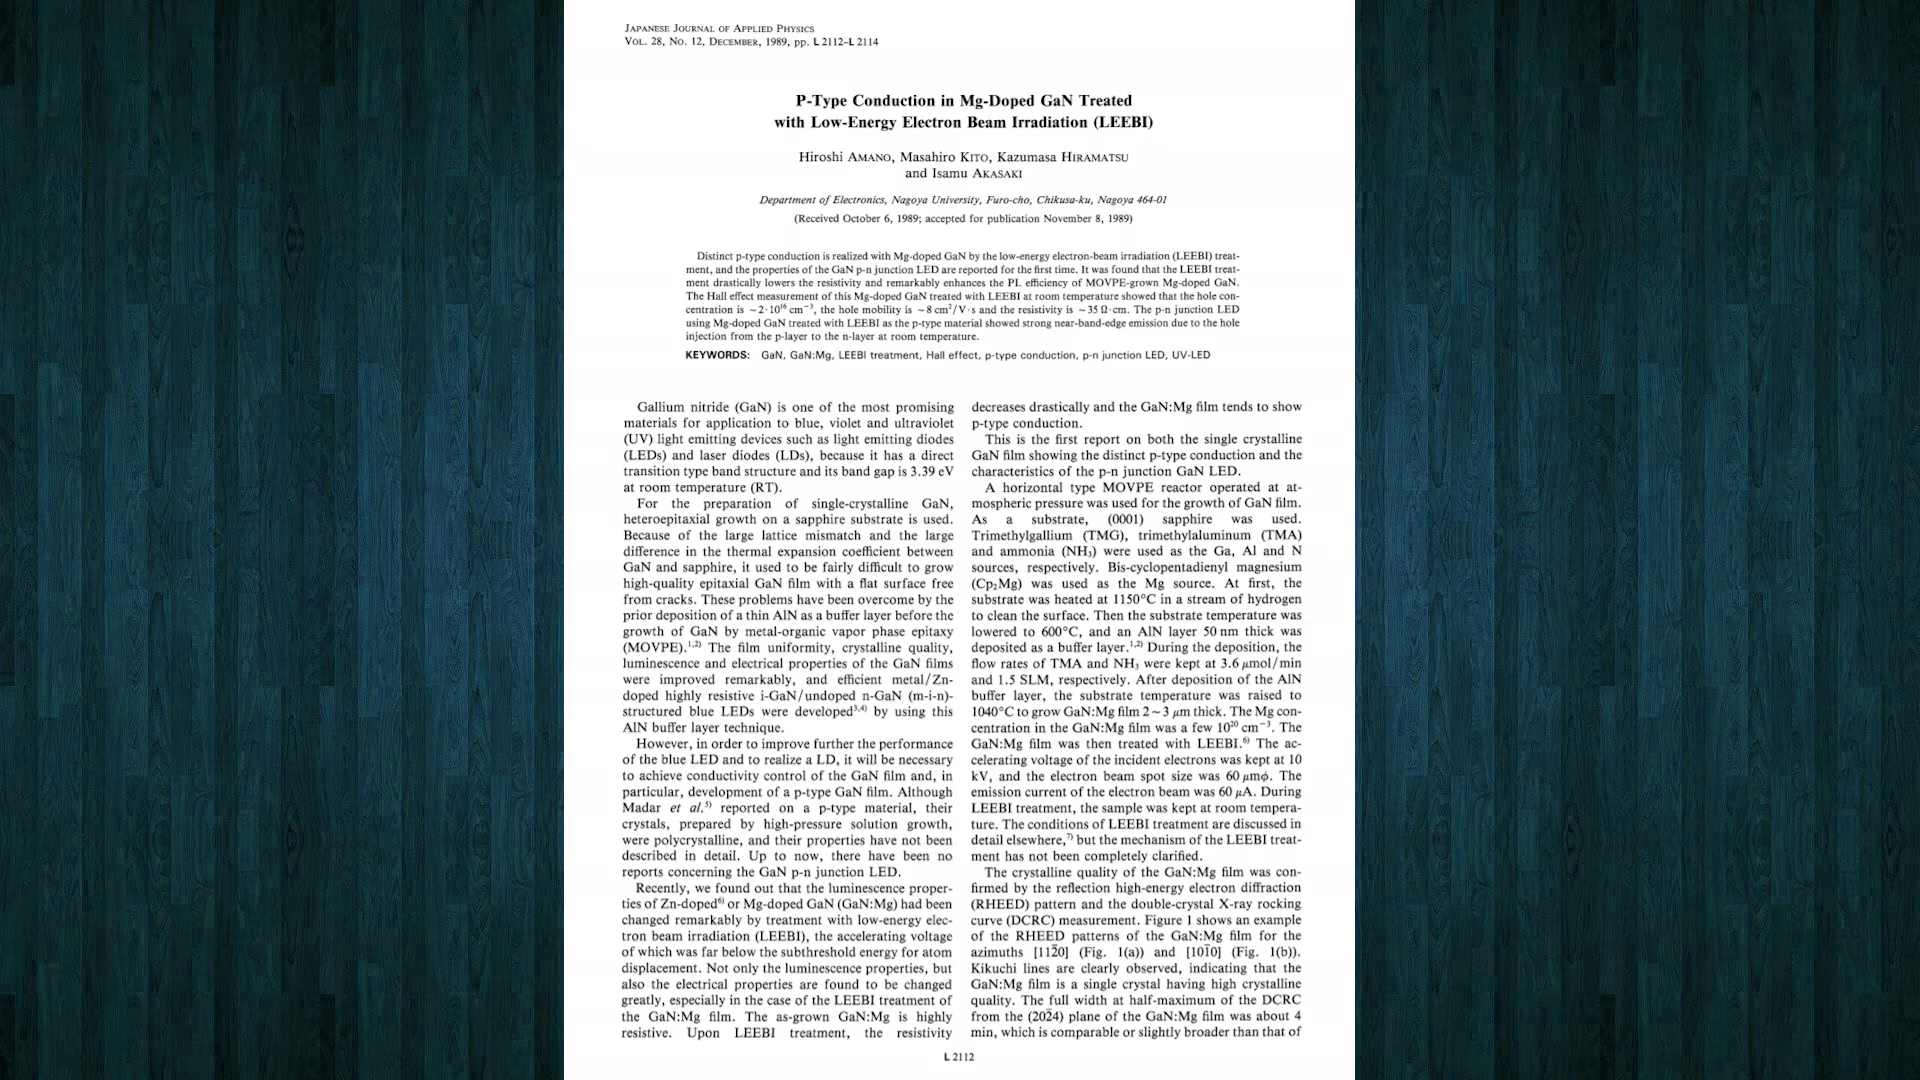 JAPANESE JOURNAL OF APPLIED PHYSICS
VOL. 28, NO. 12, DECEMBER, 1989, pp. L 2112–L 2114
P-Type Conduction in Mg-Doped GaN Treated
with Low-Energy Electron Beam Irradiation (LEEBI)
Hiroshi AMANO, Masahiro KITO, Kazumasa HIRAMATSU
and Isamu AKASAKI
Department of Electronics, Nagoya University, Furo-cho, Chikusa-ku, Nagoya 464-01
(Received October 6, 1989; accepted for publication November 8, 1989)
Distinct p-type conduction is realized with Mg-doped GaN by the low-energy electron-beam irradiation (LEEBI) treat-
ment, and the properties of the GaN p-n junction LED are reported for the first time. It was found that the LEEBI treat-
ment drastically lowers the resistivity and remarkably enhances the PL efficiency of MOVPE-grown Mg-doped GaN.
The Hall effect measurement of this Mg-doped GaN treated with LEEBI at room temperature showed that the hole con-
centration is ~2·10¹⁶ cm⁻³, the hole mobility is ~8 cm²/V·s and the resistivity is ~35 Ω·cm. The p-n junction LED
using Mg-doped GaN treated with LEEBI as the p-type material showed strong near-band-edge emission due to the hole
injection from the p-layer to the n-layer at room temperature.
KEYWORDS: GaN, GaN:Mg, LEEBI treatment, Hall effect, p-type conduction, p-n junction LED, UV-LED
Gallium nitride (GaN) is one of the most promising
materials for application to blue, violet and ultraviolet
(UV) light emitting devices such as light emitting diodes
(LEDs) and laser diodes (LDs), because it has a direct
transition type band structure and its band gap is 3.39 eV
at room temperature (RT).
For the preparation of single-crystalline GaN,
heteroepitaxial growth on a sapphire substrate is used.
Because of the large lattice mismatch and the large
difference in the thermal expansion coefficient between
GaN and sapphire, it used to be fairly difficult to grow
high-quality epitaxial GaN film with a flat surface free
from cracks. These problems have been overcome by the
prior deposition of a thin AlN as a buffer layer before the
growth of GaN by metal-organic vapor phase epitaxy
(MOVPE).¹,²⁾ The film uniformity, crystalline quality,
luminescence and electrical properties of the GaN films
were improved remarkably, and efficient metal/Zn-
doped highly resistive i-GaN/undoped n-GaN (m-i-n)-
structured blue LEDs were developed³,⁴⁾ by using this
AlN buffer layer technique.
However, in order to improve further the performance
of the blue LED and to realize a LD, it will be necessary
to achieve conductivity control of the GaN film and, in
particular, development of a p-type GaN film. Although
Madar et al.⁵⁾ reported on a p-type material, their
crystals, prepared by high-pressure solution growth,
were polycrystalline, and their properties have not been
described in detail. Up to now, there have been no
reports concerning the GaN p-n junction LED.
Recently, we found out that the luminescence proper-
ties of Zn-doped⁶⁾ or Mg-doped GaN (GaN:Mg) had been
changed remarkably by treatment with low-energy elec-
tron beam irradiation (LEEBI), the accelerating voltage
of which was far below the subthreshold energy for atom
displacement. Not only the luminescence properties, but
also the electrical properties are found to be changed
greatly, especially in the case of the LEEBI treatment of
the GaN:Mg film. The as-grown GaN:Mg is highly
resistive. Upon LEEBI treatment, the resistivity
decreases drastically and the GaN:Mg film tends to show
p-type conduction.
This is the first report on both the single crystalline
GaN film showing the distinct p-type conduction and the
characteristics of the p-n junction GaN LED.
A horizontal type MOVPE reactor operated at at-
mospheric pressure was used for the growth of GaN film.
As a substrate, (0001) sapphire was used.
Trimethylgallium (TMG), trimethylaluminum (TMA)
and ammonia (NH₃) were used as the Ga, Al and N
sources, respectively. Bis-cyclopentadienyl magnesium
(Cp₂Mg) was used as the Mg source. At first, the
substrate was heated at 1150°C in a stream of hydrogen
to clean the surface. Then the substrate temperature was
lowered to 600°C, and an AlN layer 50 nm thick was
deposited as a buffer layer.¹,²⁾ During the deposition, the
flow rates of TMA and NH₃ were kept at 3.6 μmol/min
and 1.5 SLM, respectively. After deposition of the AlN
buffer layer, the substrate temperature was raised to
1040°C to grow GaN:Mg film 2~3 μm thick. The Mg con-
centration in the GaN:Mg film was a few 10²⁰ cm⁻³. The
GaN:Mg film was then treated with LEEBI.⁶⁾ The ac-
celerating voltage of the incident electrons was kept at 10
kV, and the electron beam spot size was 60 μmφ. The
emission current of the electron beam was 60 μA. During
LEEBI treatment, the sample was kept at room tempera-
ture. The conditions of LEEBI treatment are discussed in
detail elsewhere,⁷⁾ but the mechanism of the LEEBI treat-
ment has not been completely clarified.
The crystalline quality of the GaN:Mg film was con-
firmed by the reflection high-energy electron diffraction
(RHEED) pattern and the double-crystal X-ray rocking
curve (DCRC) measurement. Figure 1 shows an example
of the RHEED patterns of the GaN:Mg film for the
azimuths [112̄0] (Fig. 1(a)) and [101̄0] (Fig. 1(b)).
Kikuchi lines are clearly observed, indicating that the
GaN:Mg film is a single crystal having high crystalline
quality. The full width at half-maximum of the DCRC
from the (202̄4) plane of the GaN:Mg film was about 4
min, which is comparable or slightly broader than that of
L 2112